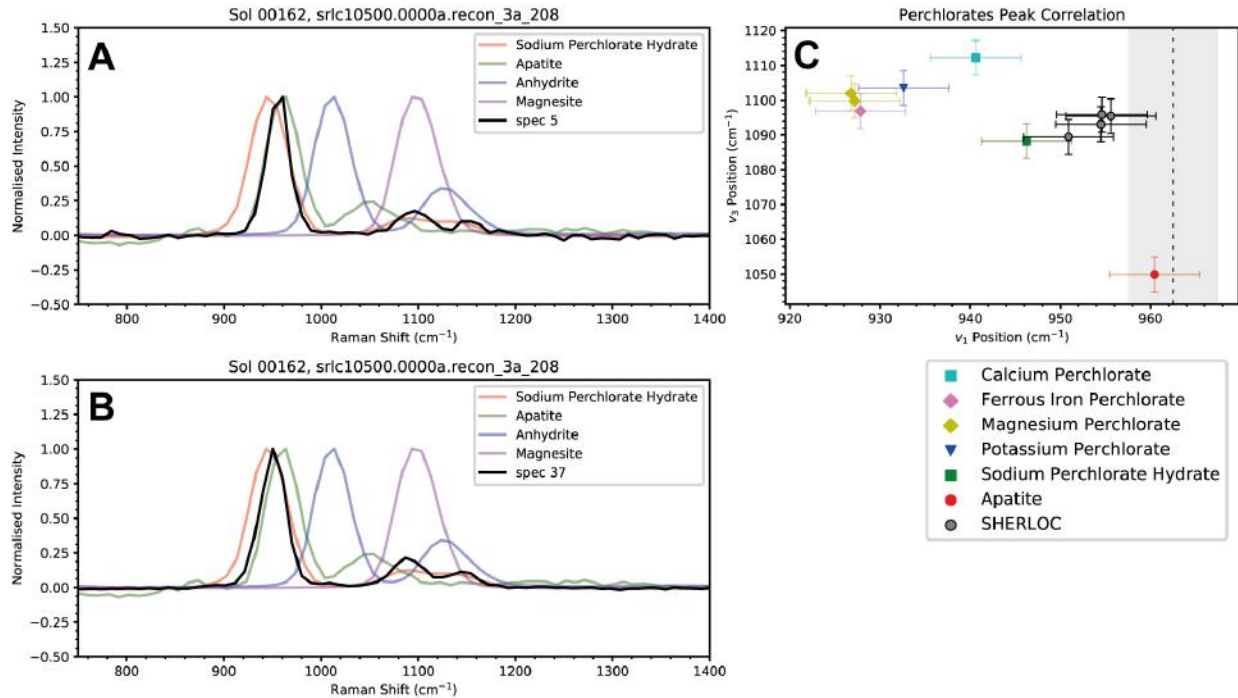 Sol 00162, srlc10500.0000a.recon_3a_208
A
Normalised Intensity
1.50
1.25
1.00
0.75
0.50
0.25
0.00
−0.25
−0.50
Sodium Perchlorate Hydrate
Apatite
Anhydrite
Magnesite
spec 5
800 900 1000 1100 1200 1300 1400
Raman Shift (cm⁻¹)
Perchlorates Peak Correlation
C
v₃ Position (cm⁻¹)
1120
1110
1100
1090
1080
1070
1060
1050
920 930 940 950 960
v₁ Position (cm⁻¹)
Sol 00162, srlc10500.0000a.recon_3a_208
B
Normalised Intensity
1.50
1.25
1.00
0.75
0.50
0.25
0.00
−0.25
−0.50
Sodium Perchlorate Hydrate
Apatite
Anhydrite
Magnesite
spec 37
800 900 1000 1100 1200 1300 1400
Raman Shift (cm⁻¹)
Calcium Perchlorate
Ferrous Iron Perchlorate
Magnesium Perchlorate
Potassium Perchlorate
Sodium Perchlorate Hydrate
Apatite
SHERLOC